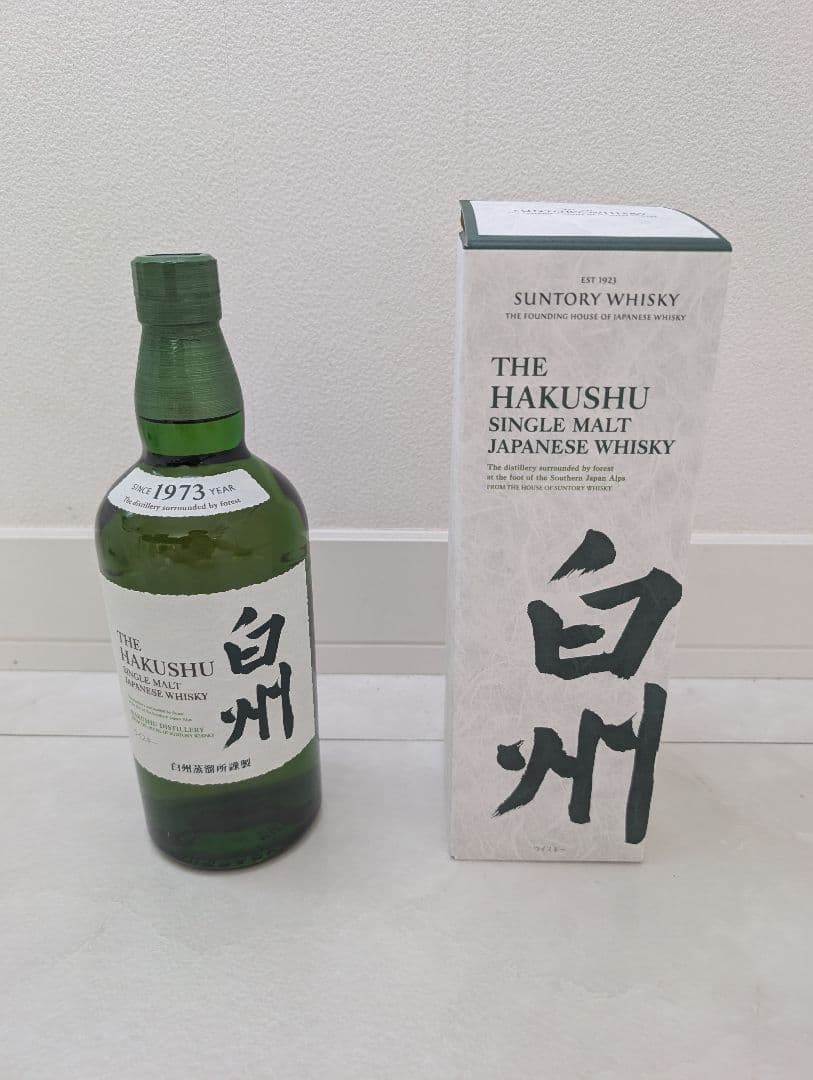 SINCE 1973 YEAR
The distillery surrounded by forest
THE
HAKUSHU
SINGLE MALT
JAPANESE WHISKY
HAKUSHU DISTILLERY
白州
白州蒸溜所謹製
EST 1923
SUNTORY WHISKY
THE FOUNDING HOUSE OF JAPANESE WHISKY
THE
HAKUSHU
SINGLE MALT
JAPANESE WHISKY
The distillery surrounded by forest
at the foot of the Southern Japan Alps
FROM THE HOUSE OF SUNTORY WHISKY
白州
ウイスキー